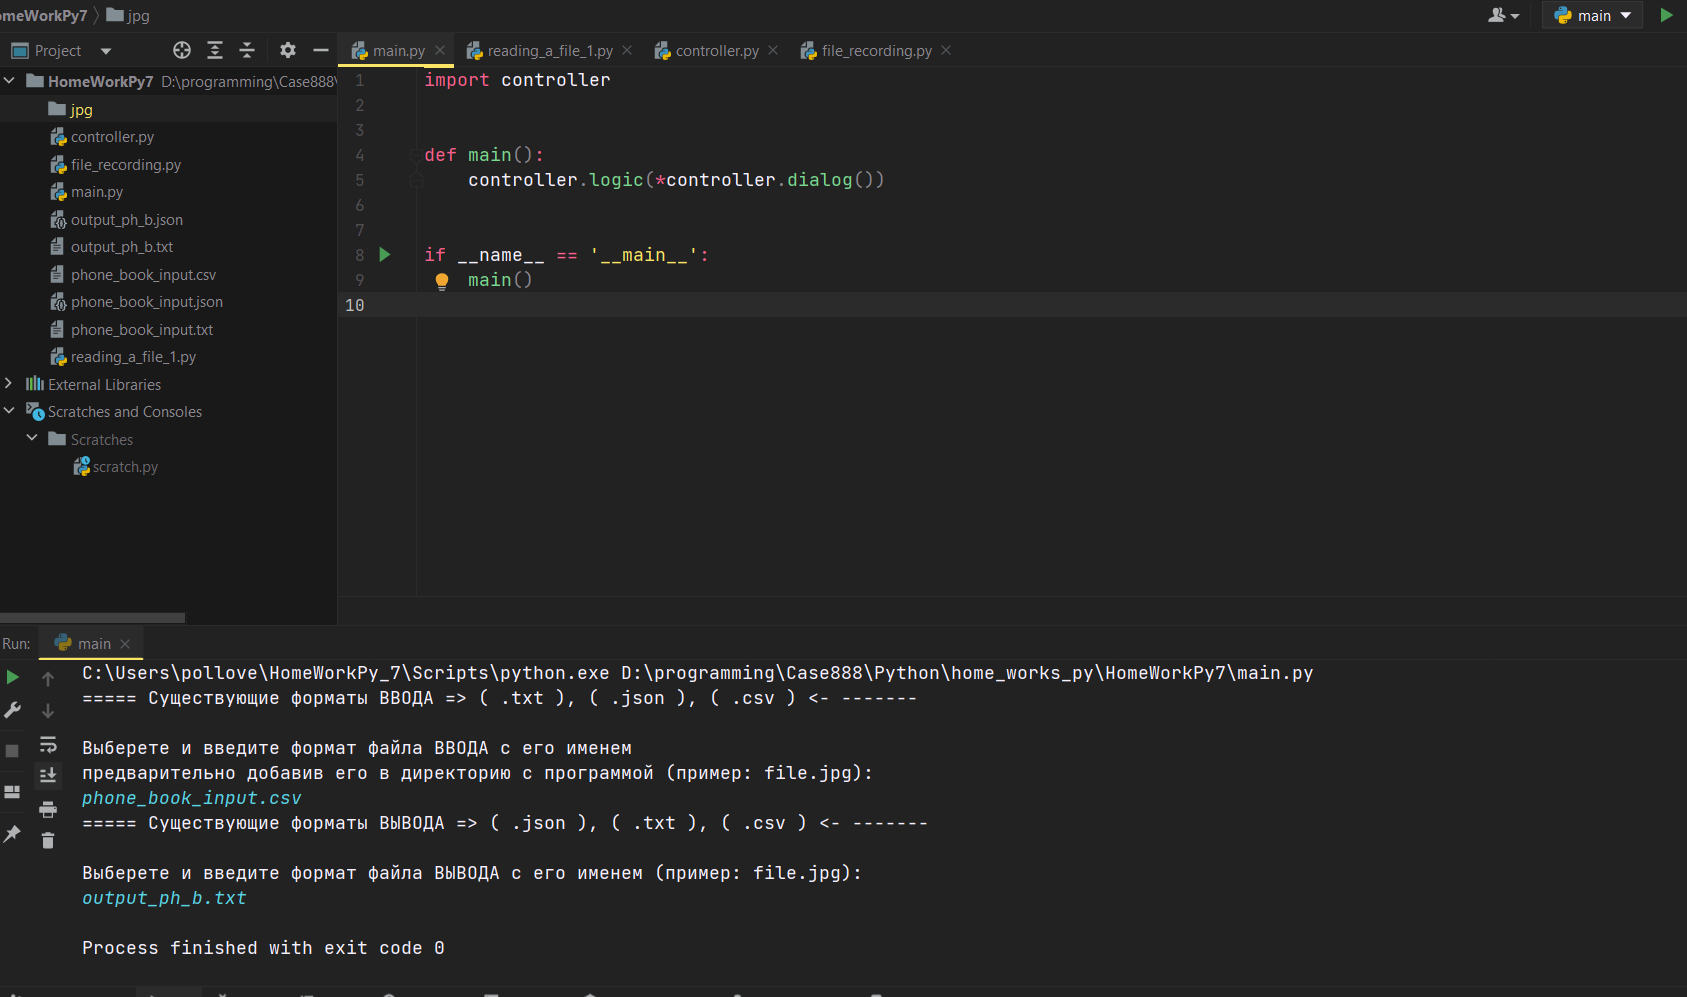 omeWorkPy7 jpg
main
Project
main.py reading_a_file_1.py controller.py file_recording.py
HomeWorkPy7 D:\programming\Case888\
jpg
controller.py
file_recording.py
main.py
output_ph_b.json
output_ph_b.txt
phone_book_input.csv
phone_book_input.json
phone_book_input.txt
reading_a_file_1.py
External Libraries
Scratches and Consoles
Scratches
scratch.py
1 import controller
2
3
4 def main():
5 controller.logic(*controller.dialog())
6
7
8 if __name__ == '__main__':
9 main()
10
Run: main
C:\Users\pollove\HomeWorkPy_7\Scripts\python.exe D:\programming\Case888\Python\home_works_py\HomeWorkPy7\main.py
===== Существующие форматы ВВОДА => ( .txt ), ( .json ), ( .csv ) <- -------
Выберете и введите формат файла ВВОДА с его именем
предварительно добавив его в директорию с программой (пример: file.jpg):
phone_book_input.csv
===== Существующие форматы ВЫВОДА => ( .json ), ( .txt ), ( .csv ) <- -------
Выберете и введите формат файла ВЫВОДА с его именем (пример: file.jpg):
output_ph_b.txt
Process finished with exit code 0